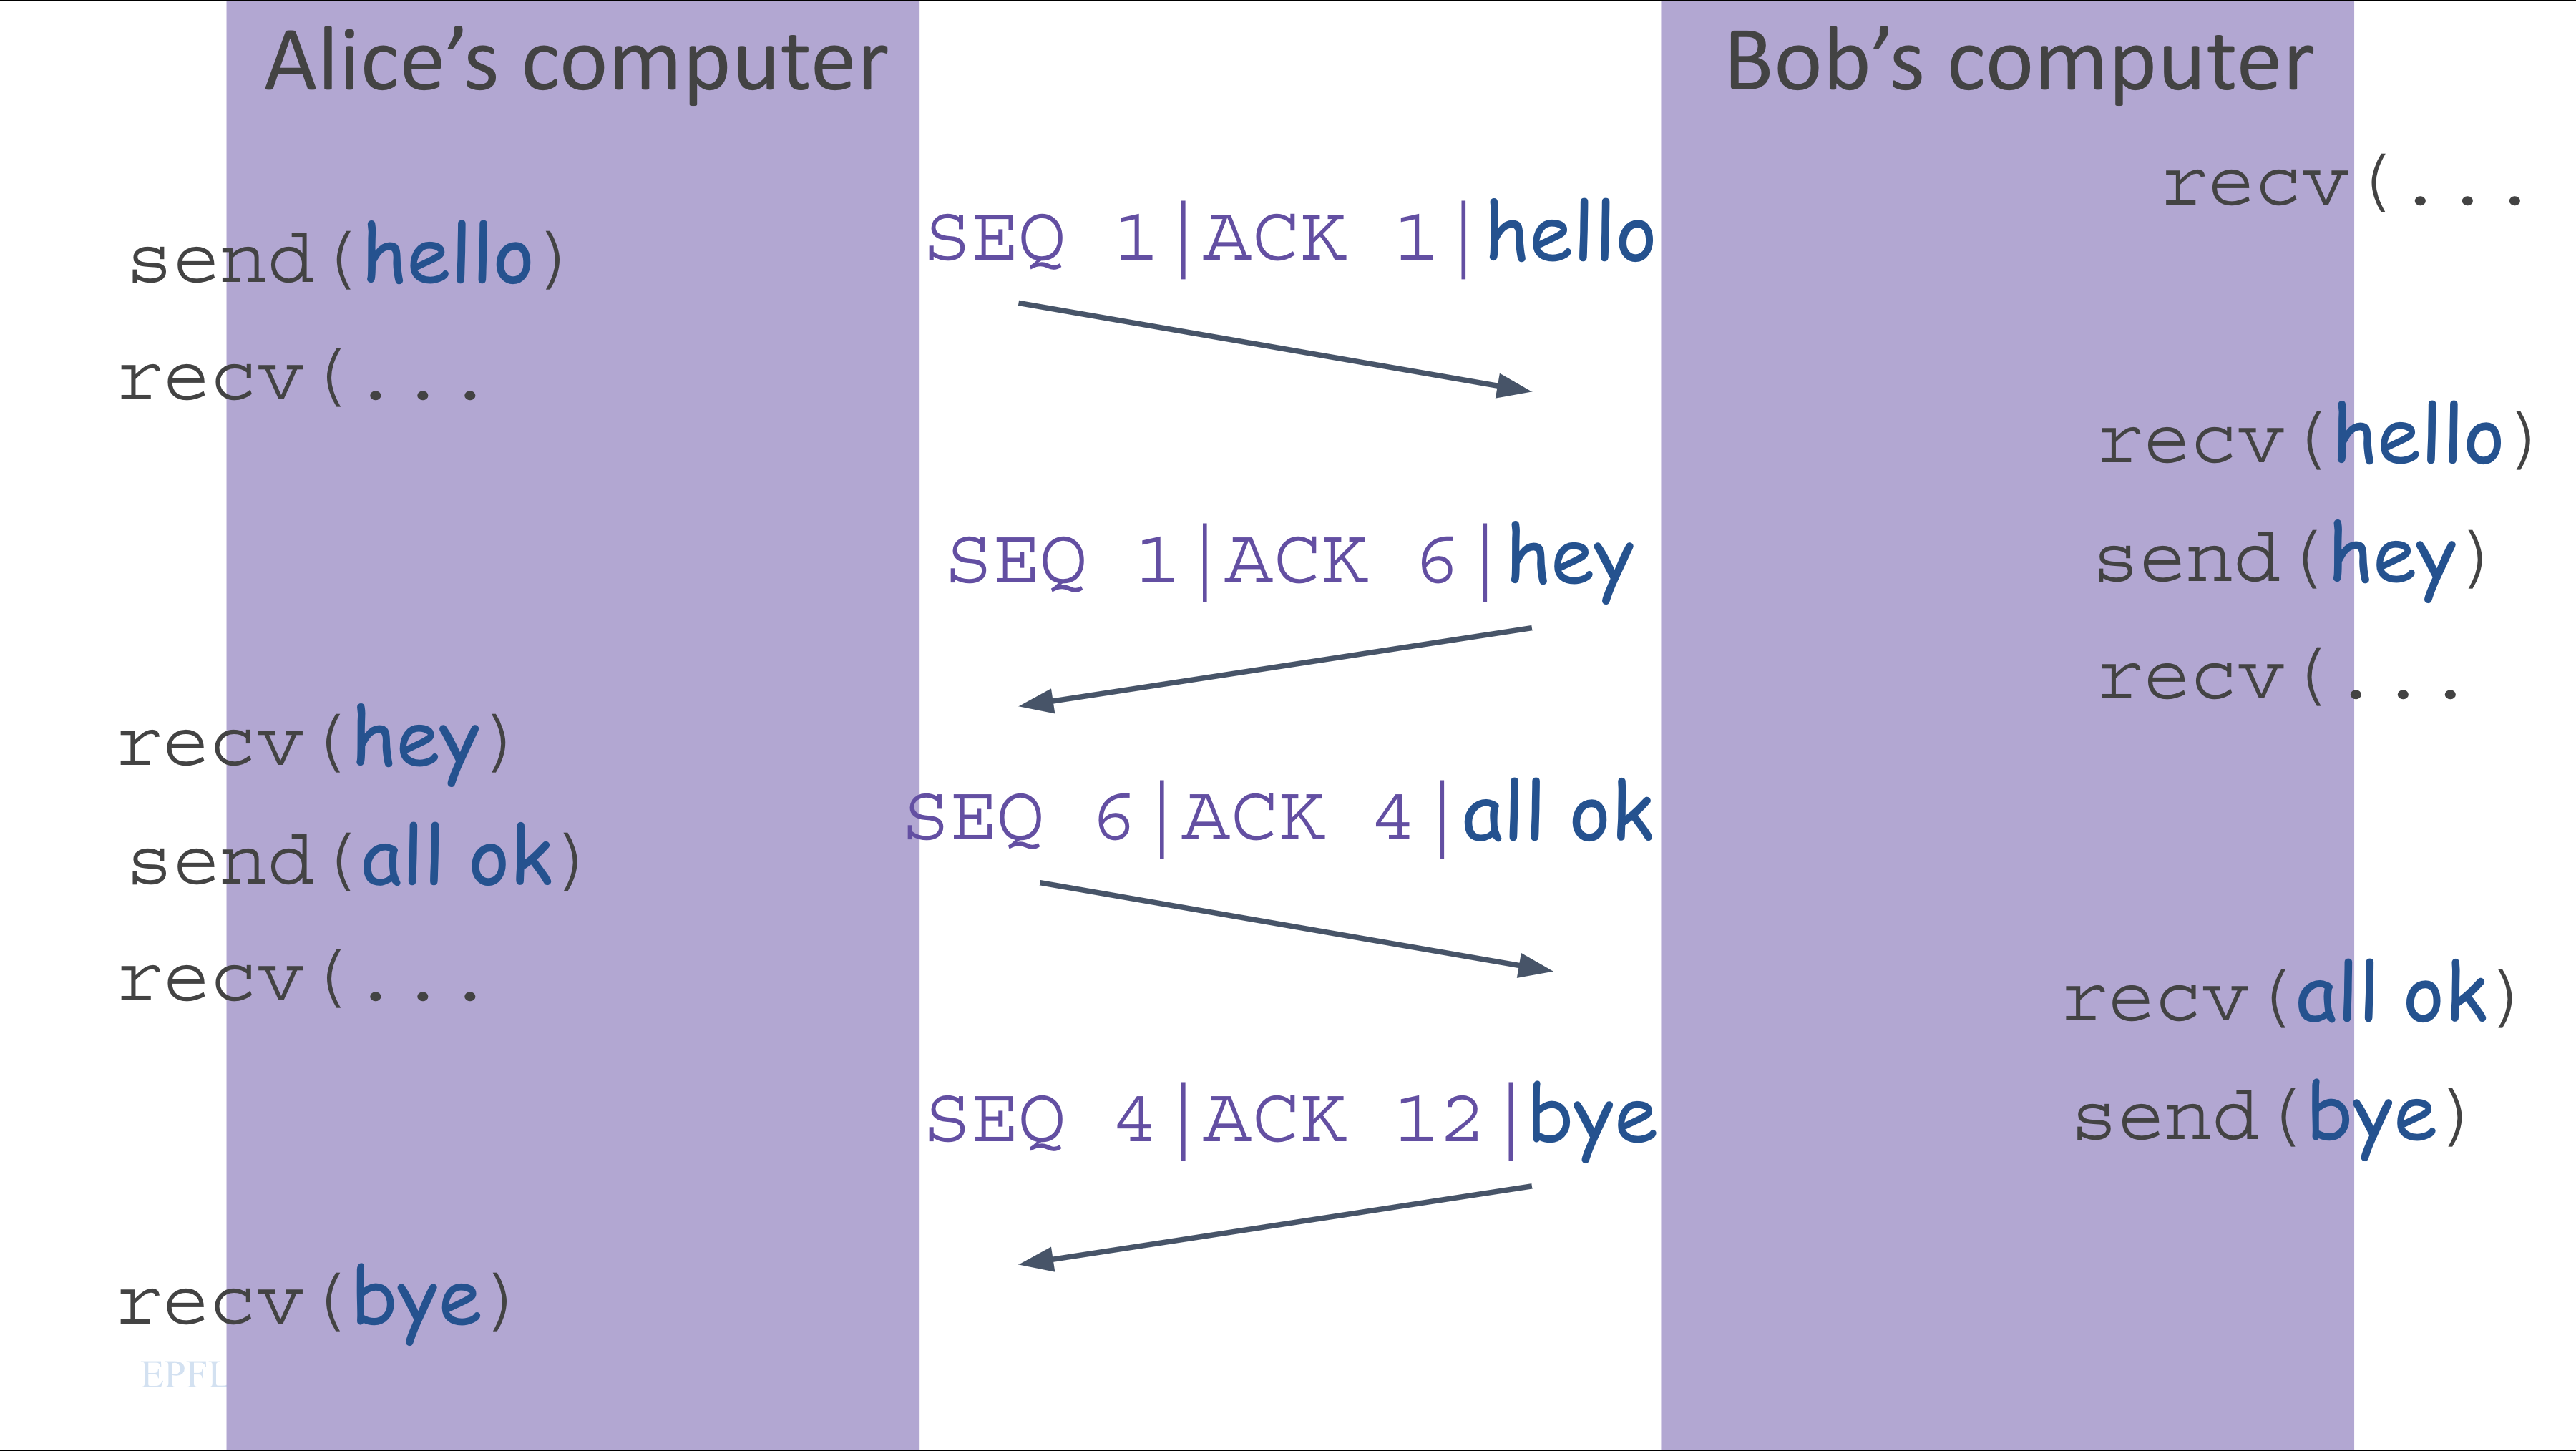 Alice’s computer
Bob’s computer
recv(...
SEQ 1|ACK 1|hello
send(hello)
recv(...
recv(hello)
SEQ 1|ACK 6|hey
send(hey)
recv(...
recv(hey)
SEQ 6|ACK 4|all ok
send(all ok)
recv(...
recv(all ok)
SEQ 4|ACK 12|bye
send(bye)
recv(bye)
EPFL